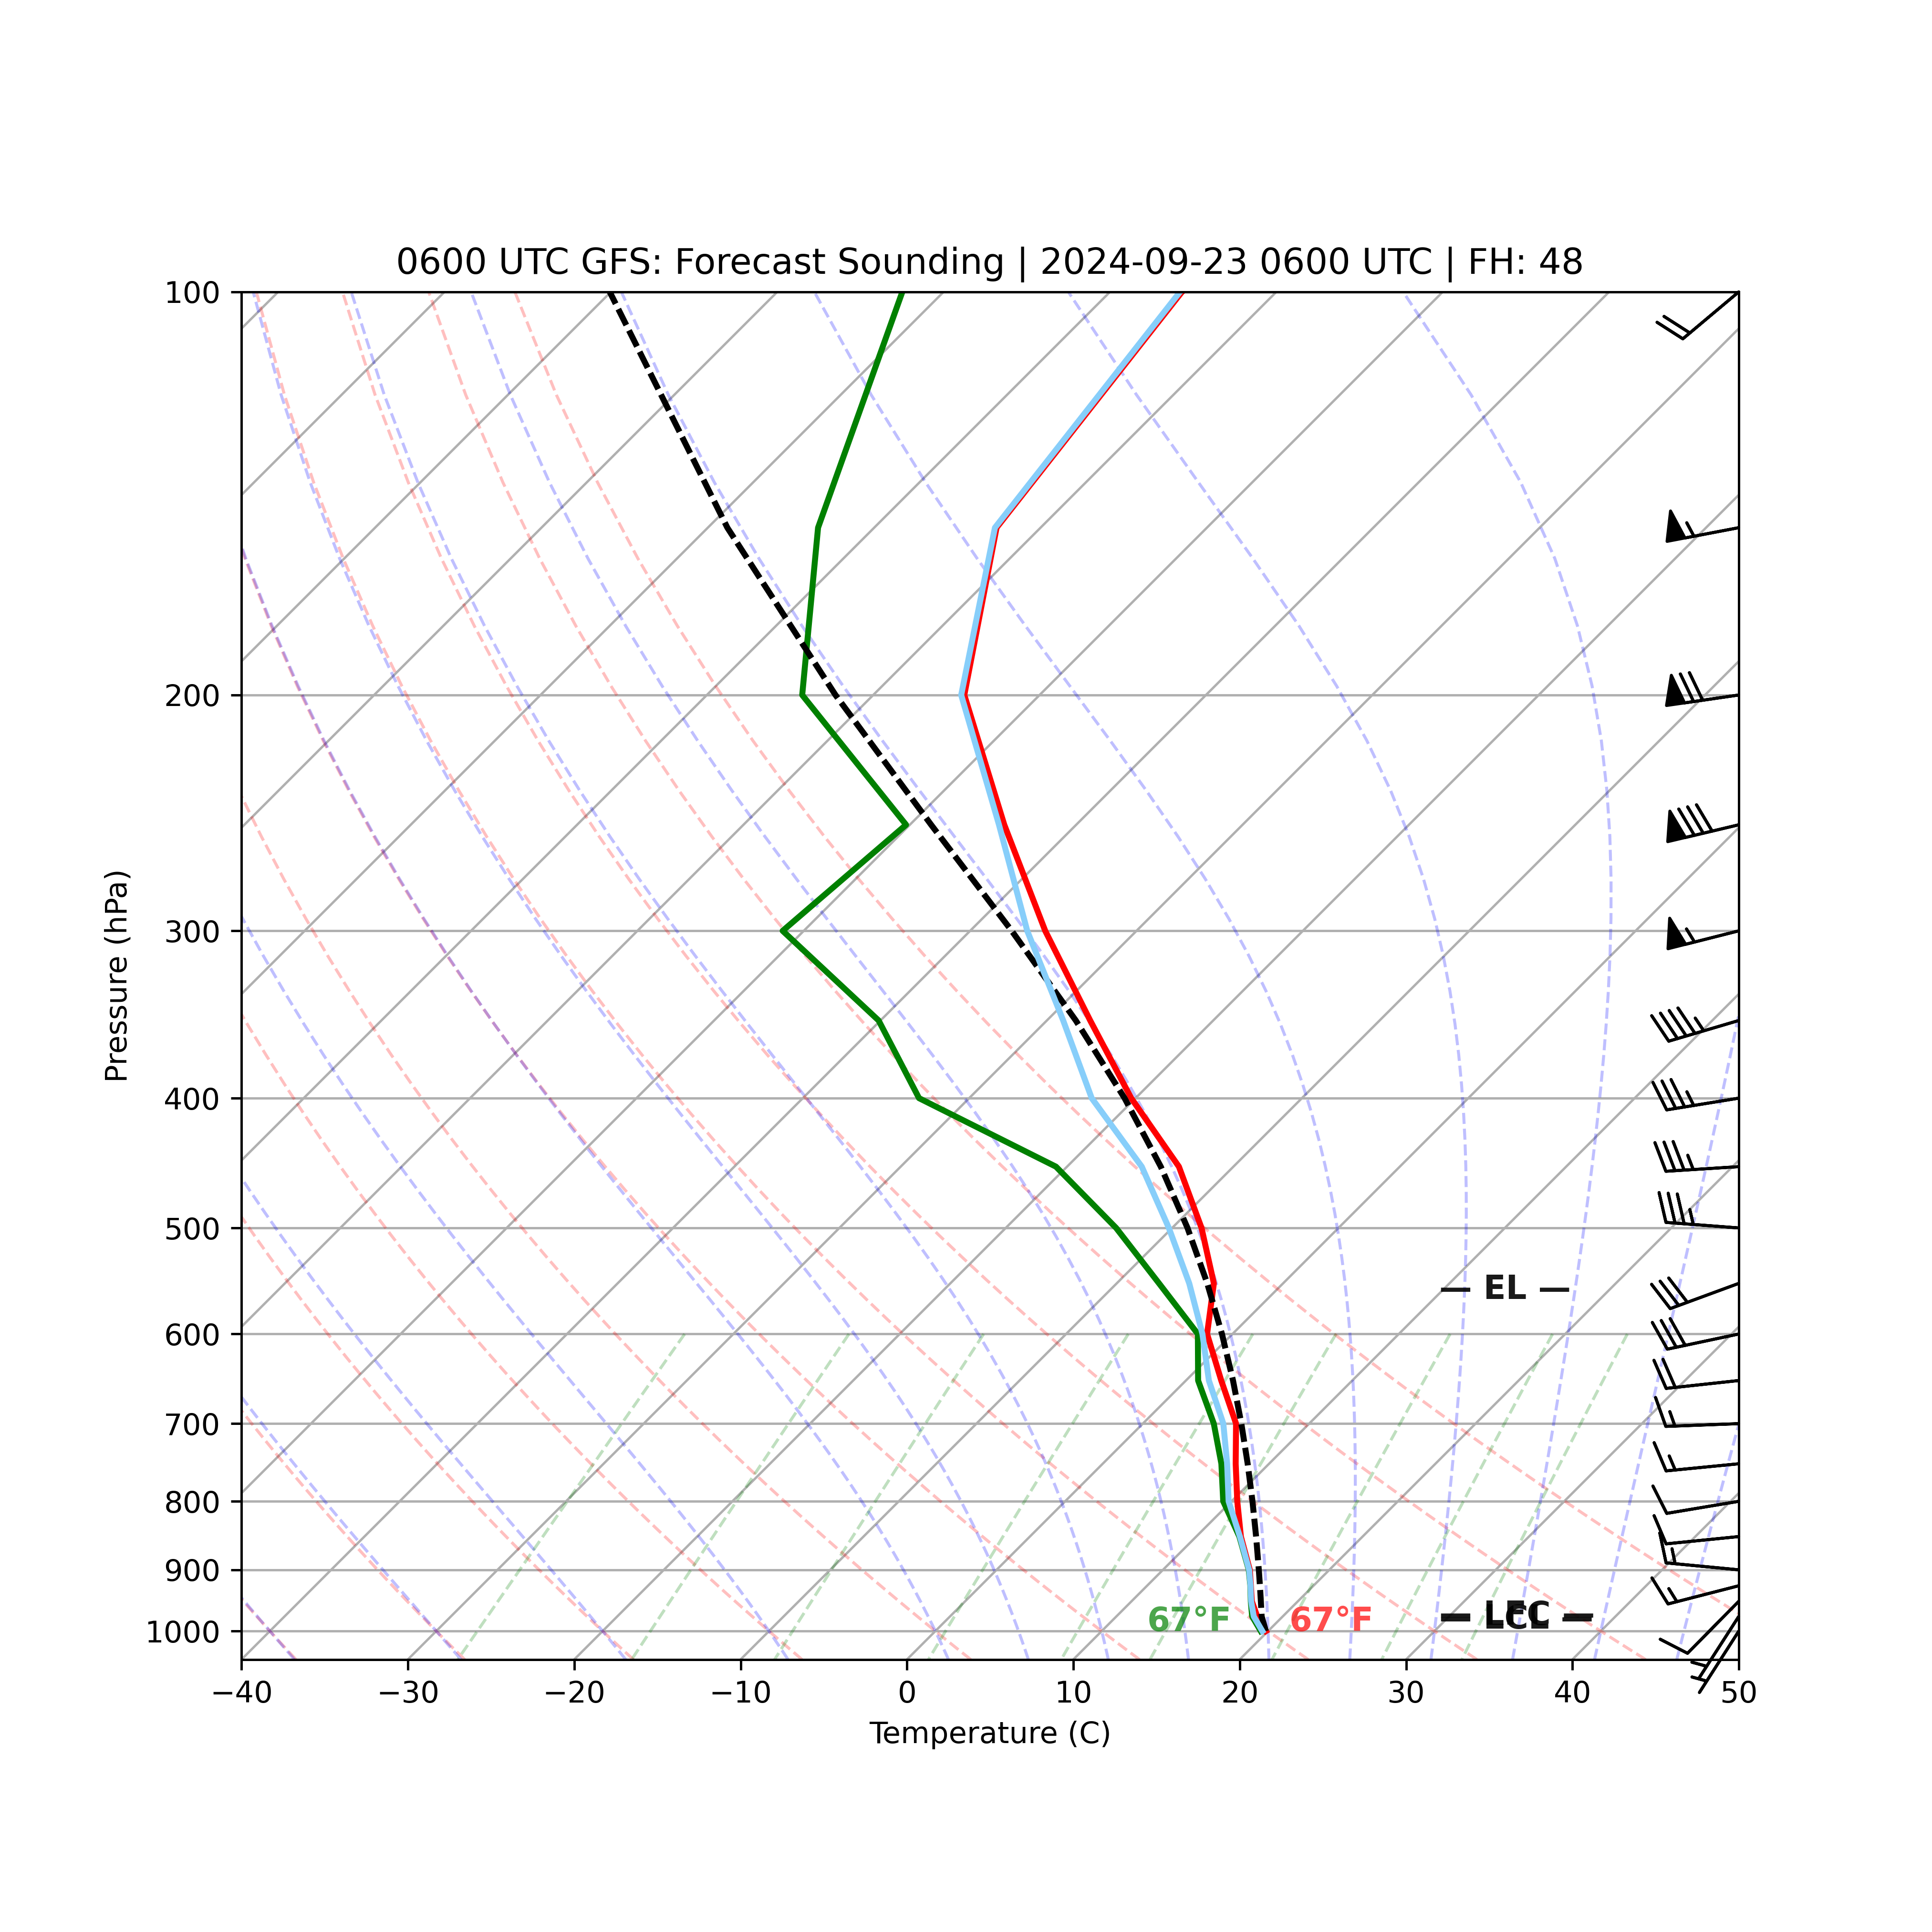 0600 UTC GFS: Forecast Sounding | 2024-09-23 0600 UTC | FH: 48
100
200
300
400
500
600
700
800
900
1000
Pressure (hPa)
— EL —
67°F
67°F
−40 −30 −20 −10 0 10 20 30 40 50
Temperature (C)